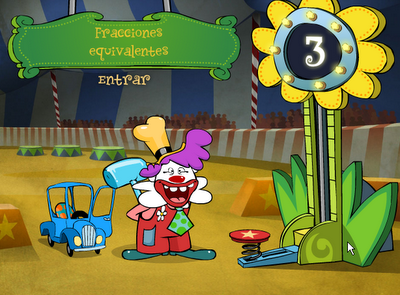 Fracciones
equivalentes
Entrar
3